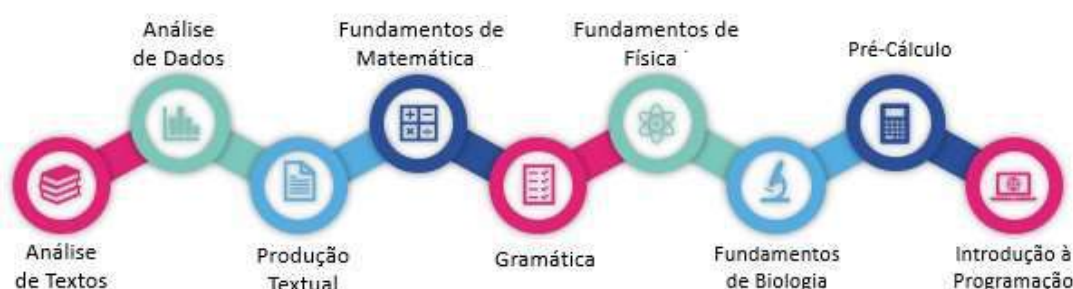 Análise
de Dados
Fundamentos de
Matemática
Fundamentos de
Física
Pré-Cálculo
Análise
de Textos
Produção
Textual
Gramática
Fundamentos
de Biologia
Introdução à
Programação